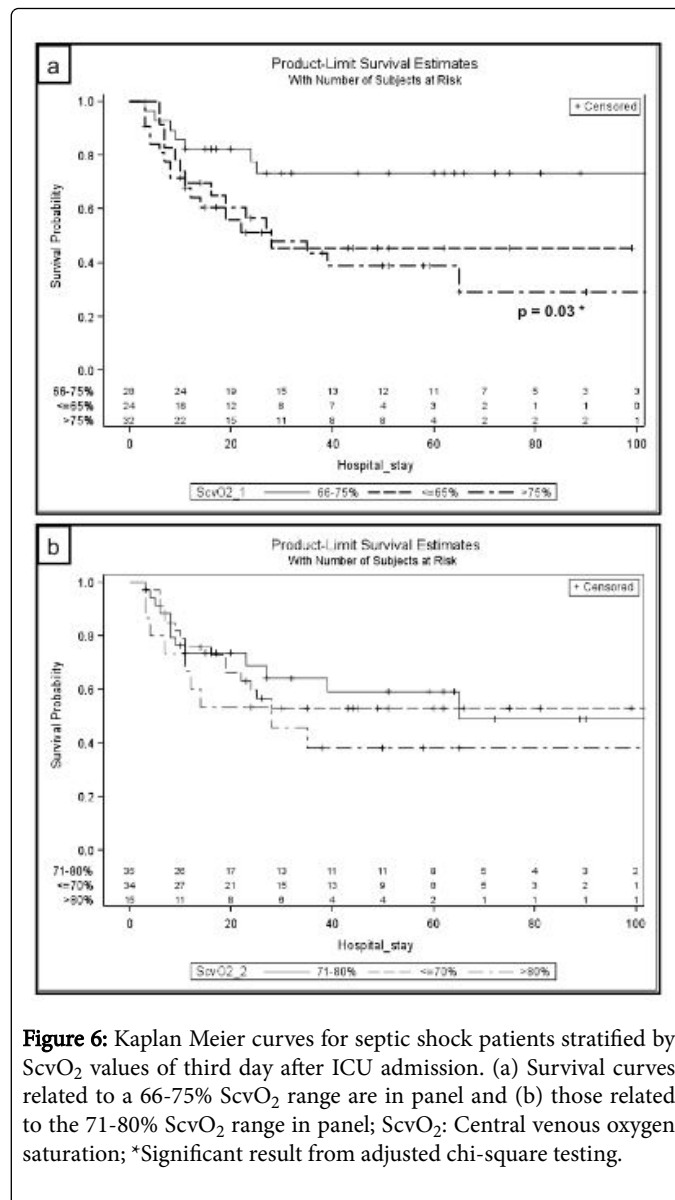 a
Product-Limit Survival Estimates
With Number of Subjects at Risk
+ Censored
1.0
0.8
0.6
0.4
0.2
0.0
Survival Probability
p = 0.03 *
66-75% 28 24 19 15 13 12 11 7 5 3 3
<=65% 24 16 12 8 7 4 3 2 1 1 0
>75% 32 22 15 11 8 8 4 2 2 2 1
0 20 40 60 80 100
Hospital_stay
ScvO2_1 66-75% <=65% >75%
b
Product-Limit Survival Estimates
With Number of Subjects at Risk
+ Censored
1.0
0.8
0.6
0.4
0.2
0.0
Survival Probability
71-80% 35 26 17 13 11 11 8 5 4 3 2
<=70% 34 27 21 15 13 9 8 5 3 2 1
>80% 15 11 8 6 4 4 2 1 1 1 1
0 20 40 60 80 100
Hospital_stay
ScvO2_2 71-80% <=70% >80%
Figure 6: Kaplan Meier curves for septic shock patients stratified by
ScvO₂ values of third day after ICU admission. (a) Survival curves
related to a 66-75% ScvO₂ range are in panel and (b) those related
to the 71-80% ScvO₂ range in panel; ScvO₂: Central venous oxygen
saturation; *Significant result from adjusted chi-square testing.